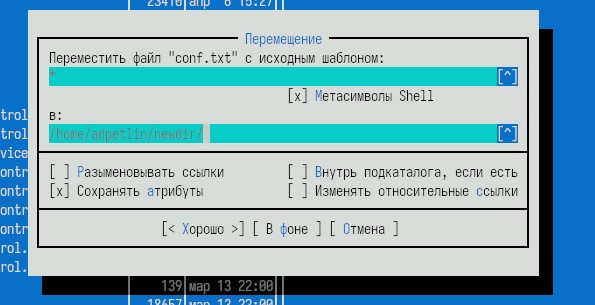 23410 апр 6 15:27
Перемещение
Переместить файл "conf.txt" с исходным шаблоном:
* [^]
[x] Метасимволы Shell
trol
в:
trol /home/adpetlin/newdir/ [^]
vice
ontr [ ] Разыменовывать ссылки [ ] Внутрь подкаталога, если есть
ontr [x] Сохранять атрибуты [ ] Изменять относительные ссылки
ontr
ontr [< Хорошо >] [ В фоне ] [ Отмена ]
rol.
rol.
139 мар 13 22:00
18657 мар 13 22:00